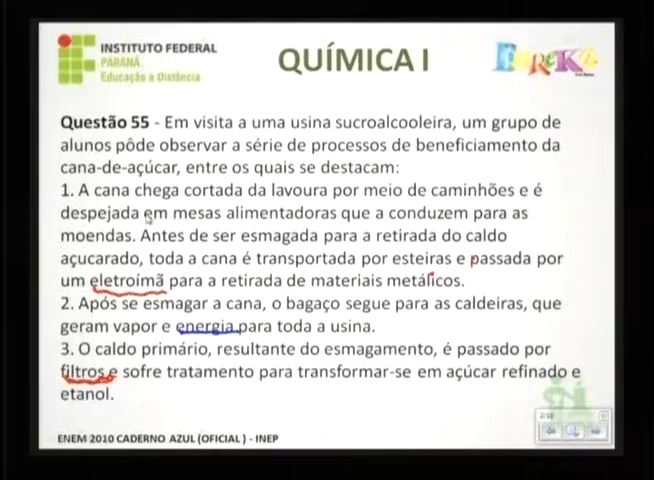 INSTITUTO FEDERAL
PARANÁ
Educação a Distância
QUÍMICA I
EUREKA
Questão 55 - Em visita a uma usina sucroalcooleira, um grupo de
alunos pôde observar a série de processos de beneficiamento da
cana-de-açúcar, entre os quais se destacam:
1. A cana chega cortada da lavoura por meio de caminhões e é
despejada em mesas alimentadoras que a conduzem para as
moendas. Antes de ser esmagada para a retirada do caldo
açucarado, toda a cana é transportada por esteiras e passada por
um eletroímã para a retirada de materiais metálicos.
2. Após se esmagar a cana, o bagaço segue para as caldeiras, que
geram vapor e energia para toda a usina.
3. O caldo primário, resultante do esmagamento, é passado por
filtros e sofre tratamento para transformar-se em açúcar refinado e
etanol.
2/18
ENEM 2010 CADERNO AZUL (OFICIAL ) - INEP